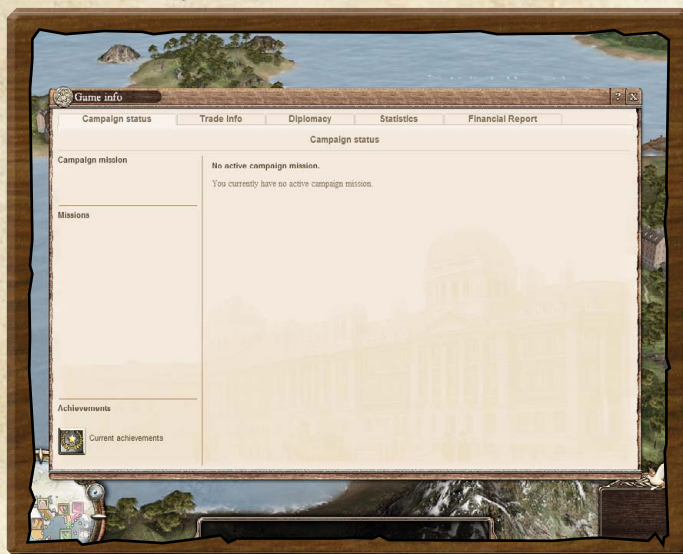 Game info
? X
Campaign status Trade info Diplomacy Statistics Financial Report
Campaign status
Campaign mission
No active campaign mission.
You currently have no active campaign mission.
Missions
Achievements
Current achievements